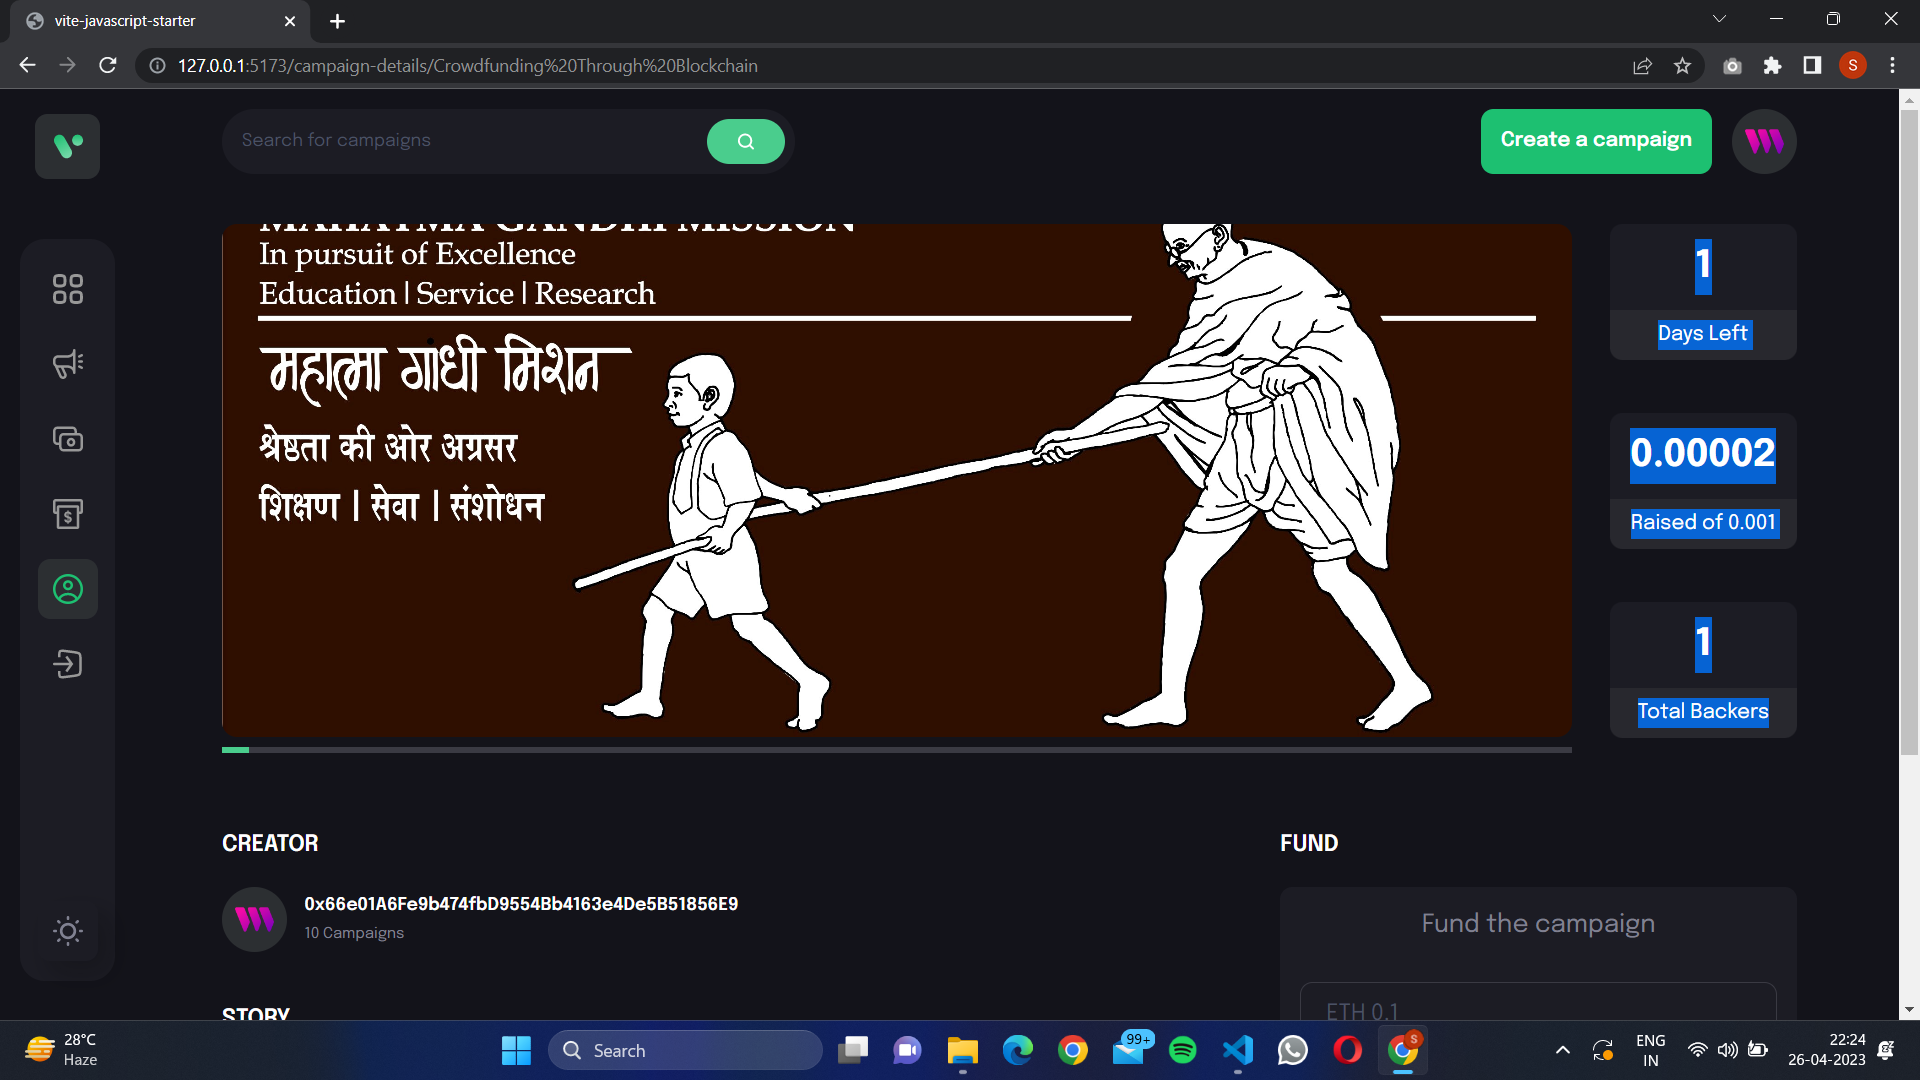 vite-javascript-starter
127.0.0.1:5173/campaign-details/Crowdfunding%20Through%20Blockchain
S
Search for campaigns
Create a campaign
MAHATMA GANDHI MISSION
In pursuit of Excellence
Education | Service | Research
महात्मा गांधी मिशन
श्रेष्ठता की ओर अग्रसर
शिक्षण | सेवा | संशोधन
1
Days Left
0.00002
Raised of 0.001
1
Total Backers
CREATOR
0x66e01A6Fe9b474fbD9554Bb4163e4De5B51856E9
10 Campaigns
STORY
FUND
Fund the campaign
ETH 0.1
28°C
Haze
Search
99+
S
ENG
IN
22:24
26-04-2023